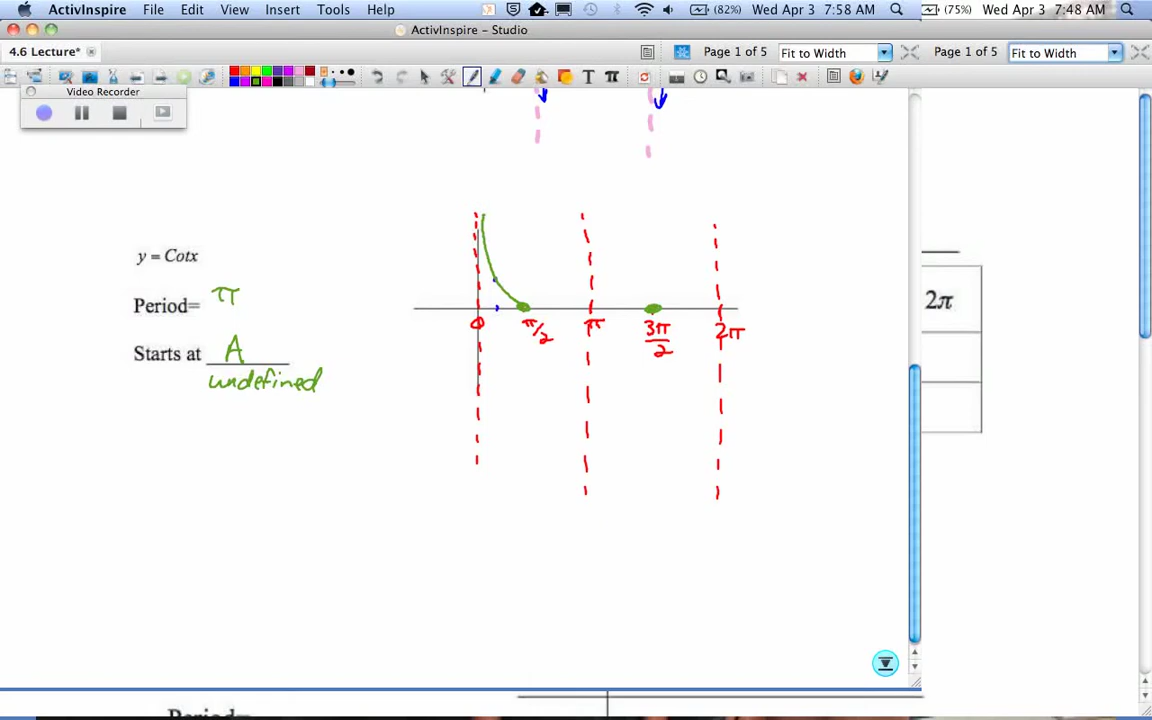 ActivInspire File Edit View Insert Tools Help (82%) Wed Apr 3 7:58 AM (75%) Wed Apr 3 7:48 AM
ActivInspire – Studio
4.6 Lecture* Page 1 of 5 Fit to Width Page 1 of 5 Fit to Width
Video Recorder
y = Cotx
Period= π
Starts at A
undefined
0 π/2 π 3π/2 2π
2π